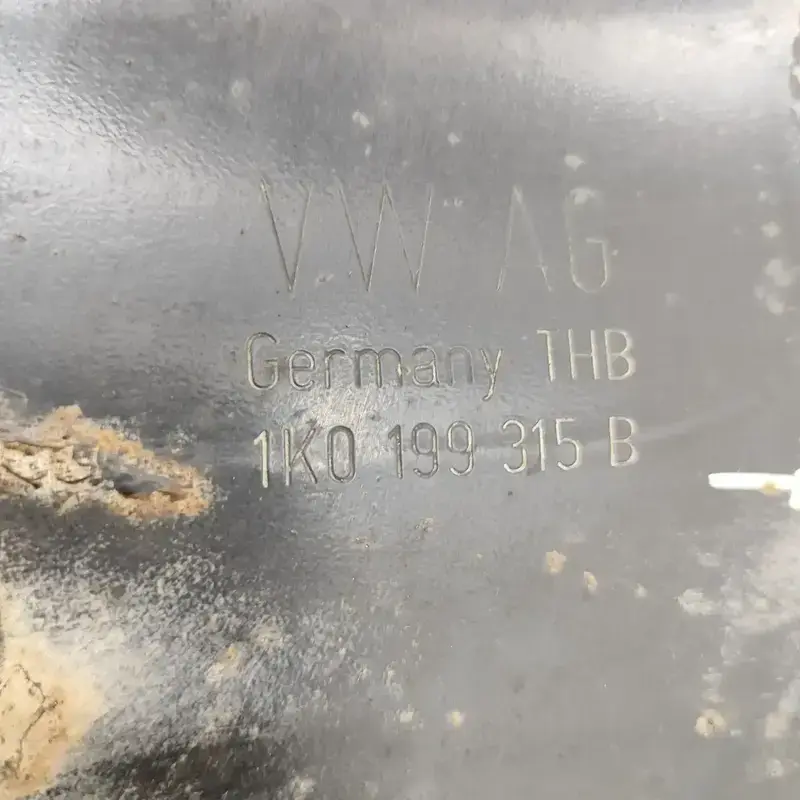 VW AG
Germany THB
1K0 199 315 B